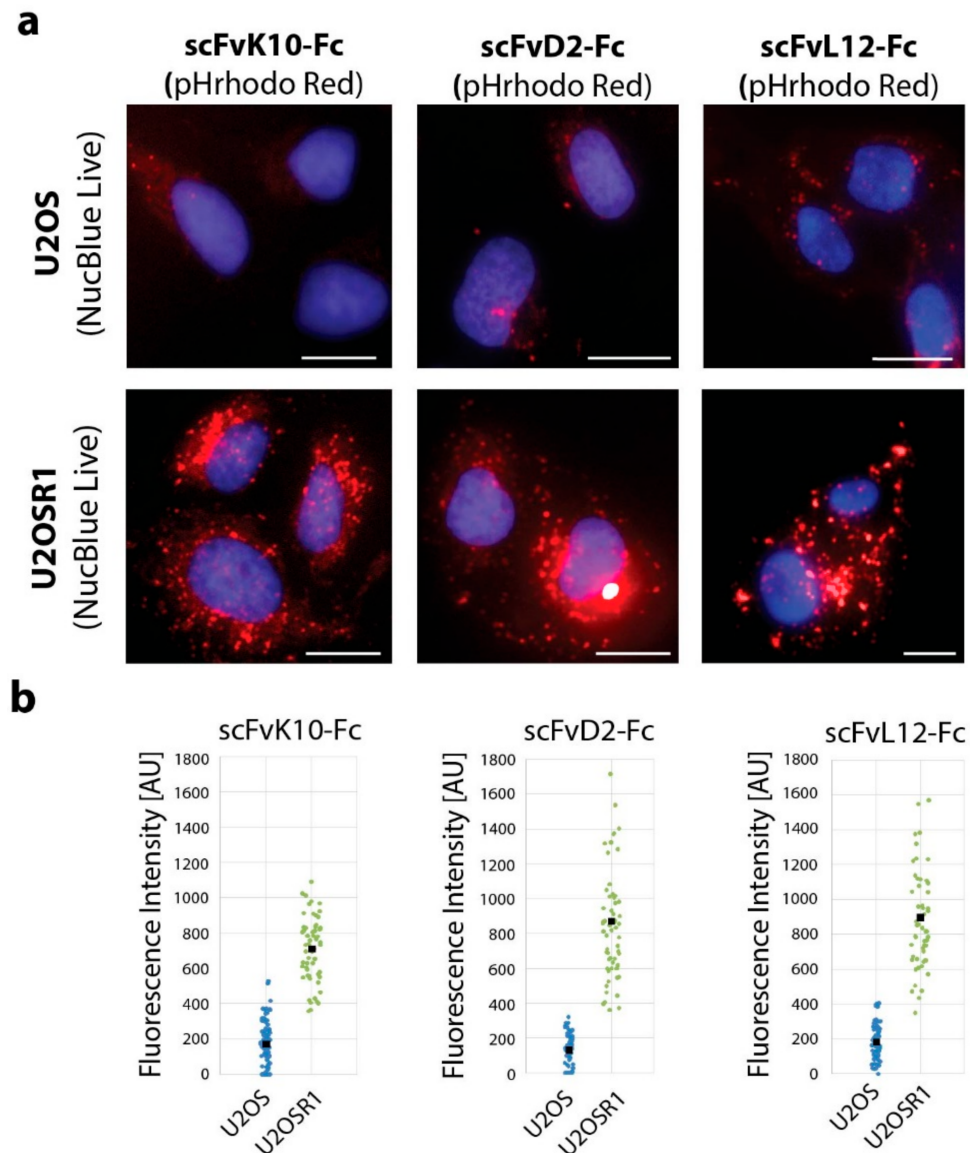 a
scFvK10-Fc
(pHrhodo Red)
scFvD2-Fc
(pHrhodo Red)
scFvL12-Fc
(pHrhodo Red)
U2OS
(NucBlue Live)
U2OSR1
(NucBlue Live)
b
scFvK10-Fc
Fluorescence Intensity [AU]
1800
1600
1400
1200
1000
800
600
400
200
0
U2OS
U2OSR1
scFvD2-Fc
Fluorescence Intensity [AU]
1800
1600
1400
1200
1000
800
600
400
200
0
U2OS
U2OSR1
scFvL12-Fc
Fluorescence Intensity [AU]
1800
1600
1400
1200
1000
800
600
400
200
0
U2OS
U2OSR1